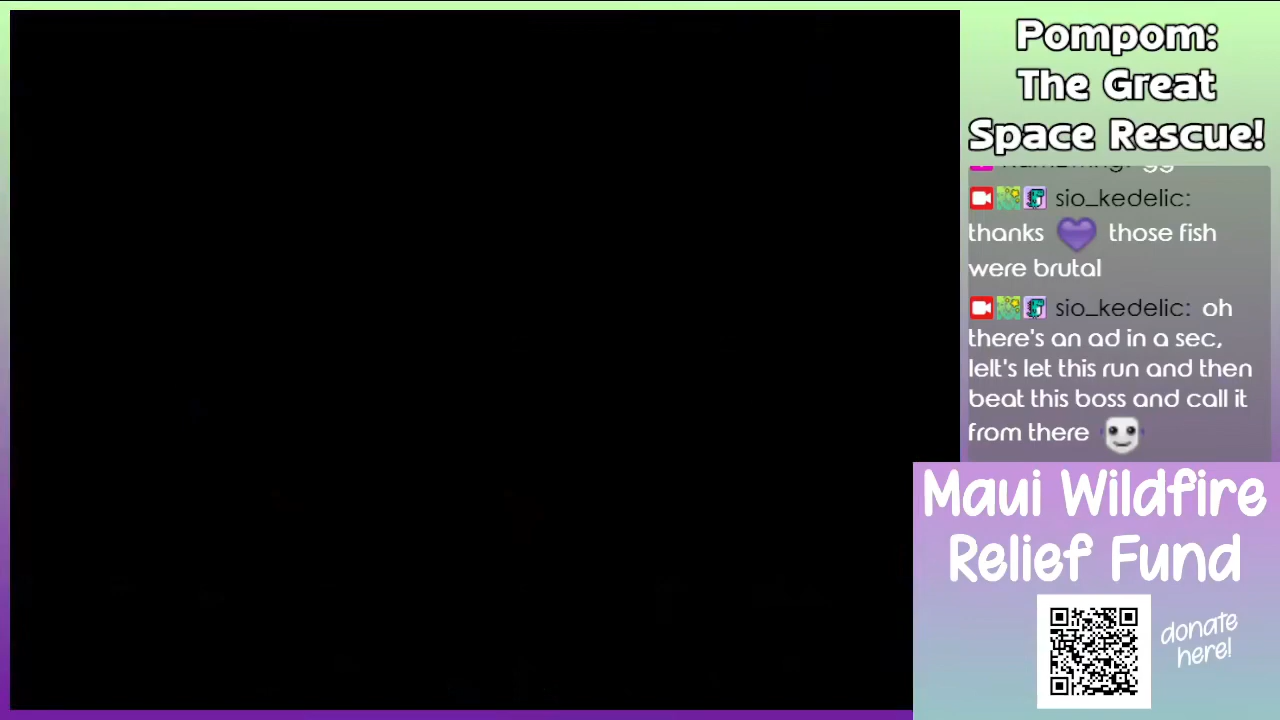 Pompom:
The Great
Space Rescue!
gg
sio_kedelic:
thanks 💜 those fish
were brutal
sio_kedelic: oh
there's an ad in a sec,
lelt's let this run and then
beat this boss and call it
from there
Maui Wildfire
Relief Fund
donate
here!